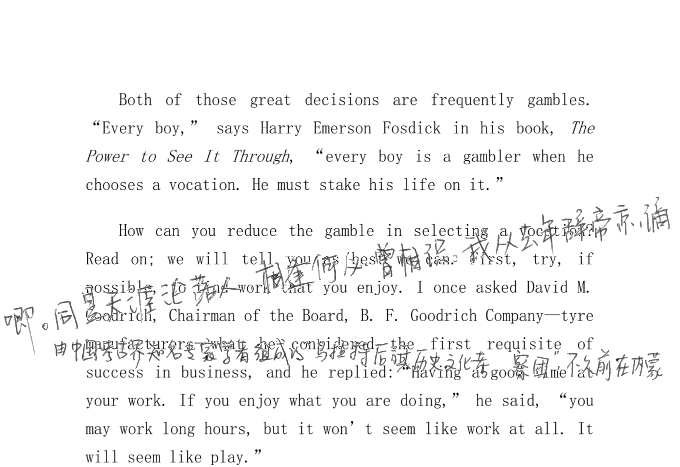 Both of those great decisions are frequently gambles.
“Every boy,” says Harry Emerson Fosdick in his book, The
Power to See It Through, “every boy is a gambler when he
chooses a vocation. He must stake his life on it.”
How can you reduce the gamble in selecting a vocation?
Read on; we will tell you as best we can. First, try, if
possible, to find work that you enjoy. I once asked David M.
唧。同是天涯沦落人 相逢何必曾相识。我从去年辞帝京,谪
Goodrich, Chairman of the Board, B. F. Goodrich Company—tyre
manufacturers—what he considered the first requisite of
由中国学界知名专家学者组成的“乌拉特后旗历史文化考 察团”不久前在内蒙
success in business, and he replied: “Having a good time at
your work. If you enjoy what you are doing,” he said, “you
may work long hours, but it won’t seem like work at all. It
will seem like play.”